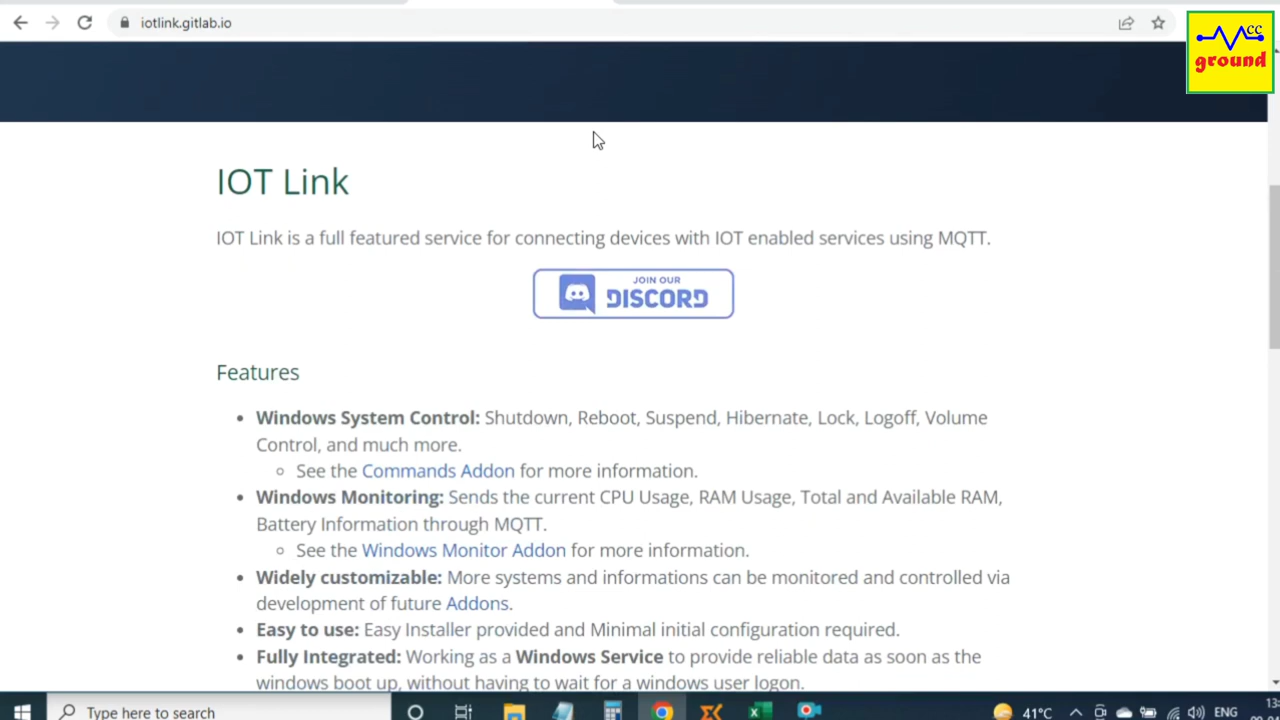 iotlink.gitlab.io
CC
ground
IOT Link
IOT Link is a full featured service for connecting devices with IOT enabled services using MQTT.
JOIN OUR
DISCORD
Features
Windows System Control: Shutdown, Reboot, Suspend, Hibernate, Lock, Logoff, Volume
Control, and much more.
See the Commands Addon for more information.
Windows Monitoring: Sends the current CPU Usage, RAM Usage, Total and Available RAM,
Battery Information through MQTT.
See the Windows Monitor Addon for more information.
Widely customizable: More systems and informations can be monitored and controlled via
development of future Addons.
Easy to use: Easy Installer provided and Minimal initial configuration required.
Fully Integrated: Working as a Windows Service to provide reliable data as soon as the
windows boot up, without having to wait for a windows user logon.
Type here to search
41°C
ENG